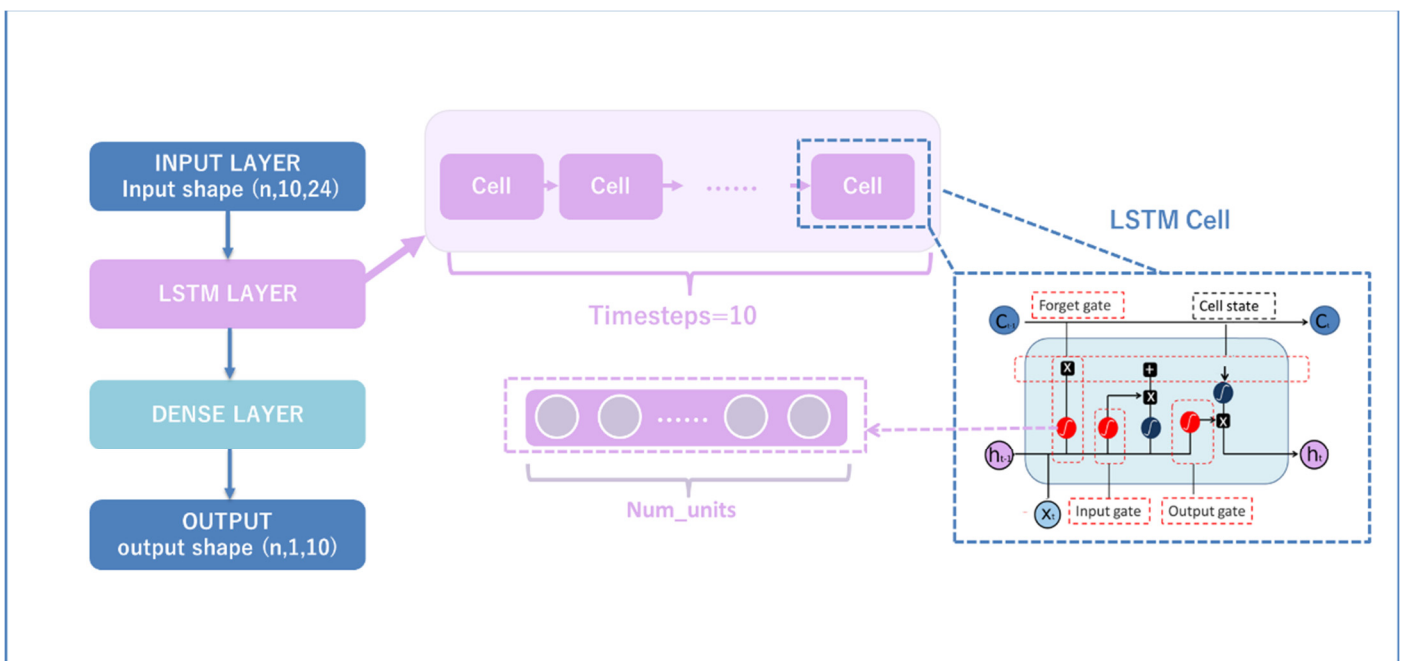 INPUT LAYER
Input shape (n,10,24)
LSTM LAYER
DENSE LAYER
OUTPUT
output shape (n,1,10)
Cell
Cell
......
Cell
Timesteps=10
......
Num_units
LSTM Cell
Forget gate
Cell state
Ct-1
Ct
X
+
X
X
ht-1
ht
Xt
Input gate
Output gate